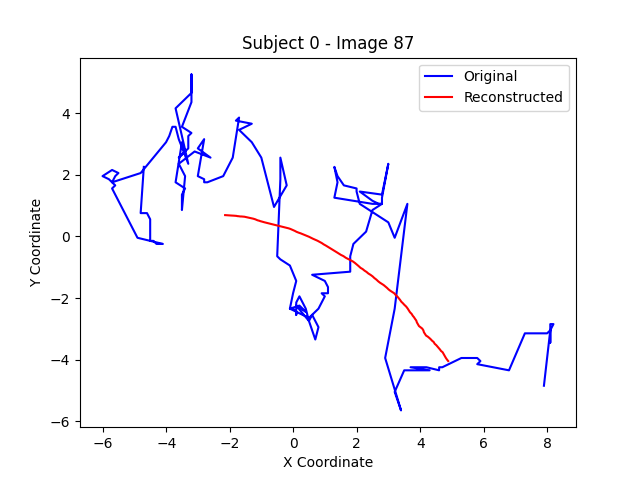 Subject 0 - Image 87
Original
Reconstructed
Y Coordinate
4
2
0
−2
−4
−6
−6 −4 −2 0 2 4 6 8
X Coordinate